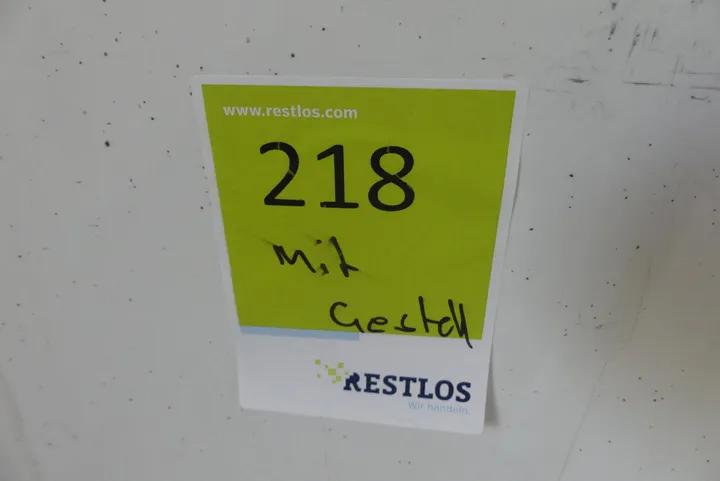 www.restlos.com
218
Mit
Gestell
RESTLOS
Wir handeln.